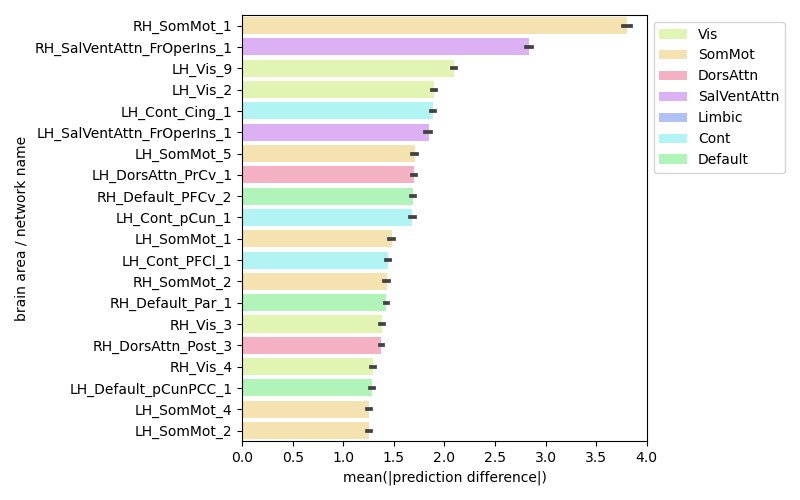 brain area / network name
RH_SomMot_1
RH_SalVentAttn_FrOperIns_1
LH_Vis_9
LH_Vis_2
LH_Cont_Cing_1
LH_SalVentAttn_FrOperIns_1
LH_SomMot_5
LH_DorsAttn_PrCv_1
RH_Default_PFCv_2
LH_Cont_pCun_1
LH_SomMot_1
LH_Cont_PFCl_1
RH_SomMot_2
RH_Default_Par_1
RH_Vis_3
RH_DorsAttn_Post_3
RH_Vis_4
LH_Default_pCunPCC_1
LH_SomMot_4
LH_SomMot_2
0.0 0.5 1.0 1.5 2.0 2.5 3.0 3.5 4.0
mean(|prediction difference|)
Vis
SomMot
DorsAttn
SalVentAttn
Limbic
Cont
Default